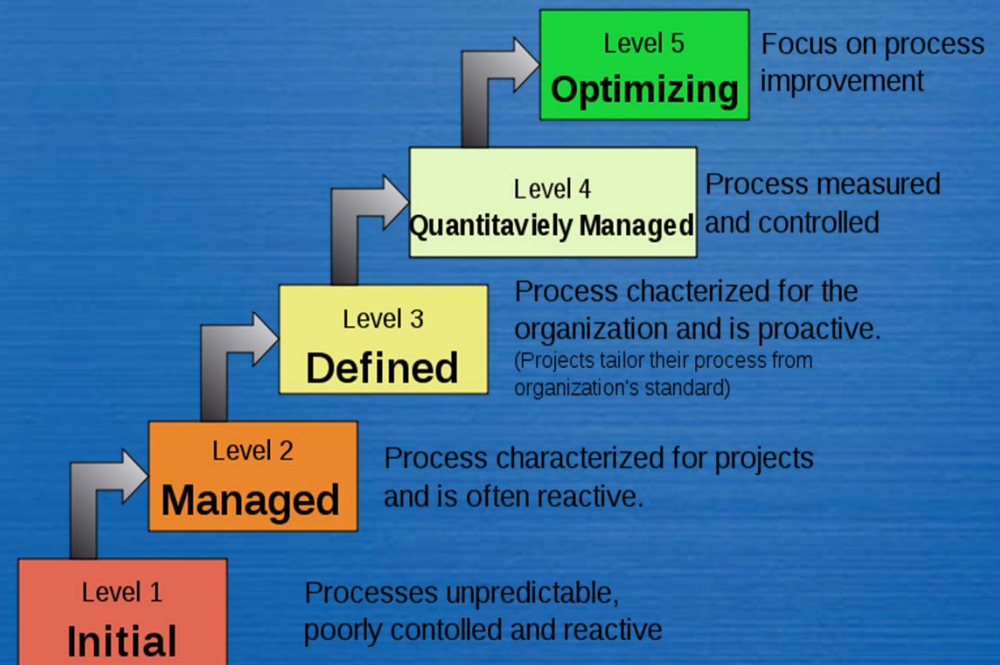 Level 5
Optimizing
Focus on process
improvement
Level 4
Quantitaviely Managed
Process measured
and controlled
Level 3
Defined
Process chacterized for the
organization and is proactive.
(Projects tailor their process from
organization's standard)
Level 2
Managed
Process characterized for projects
and is often reactive.
Level 1
Initial
Processes unpredictable,
poorly contolled and reactive